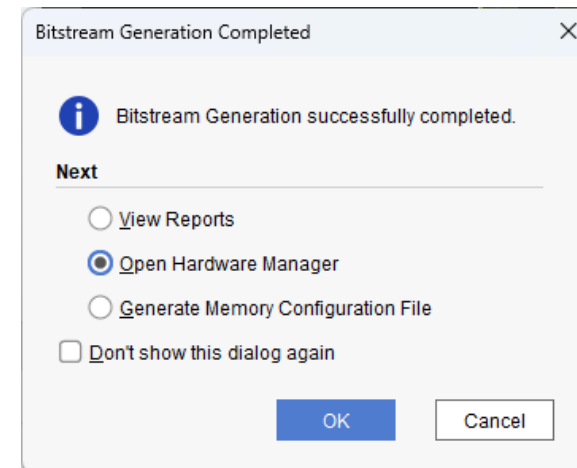 Bitstream Generation Completed
Bitstream Generation successfully completed.
Next
View Reports
Open Hardware Manager
Generate Memory Configuration File
Don't show this dialog again
OK
Cancel